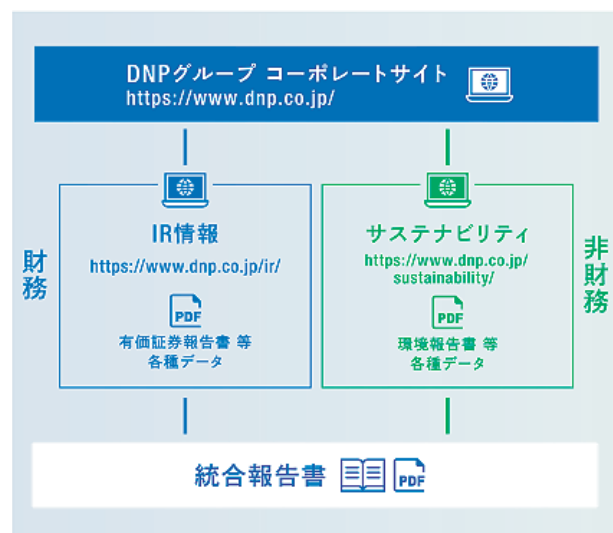 DNPグループ コーポレートサイト
https://www.dnp.co.jp/
財務
IR情報
https://www.dnp.co.jp/ir/
PDF
有価証券報告書 等
各種データ
サステナビリティ
https://www.dnp.co.jp/
sustainability/
PDF
環境報告書 等
各種データ
非財務
統合報告書
PDF